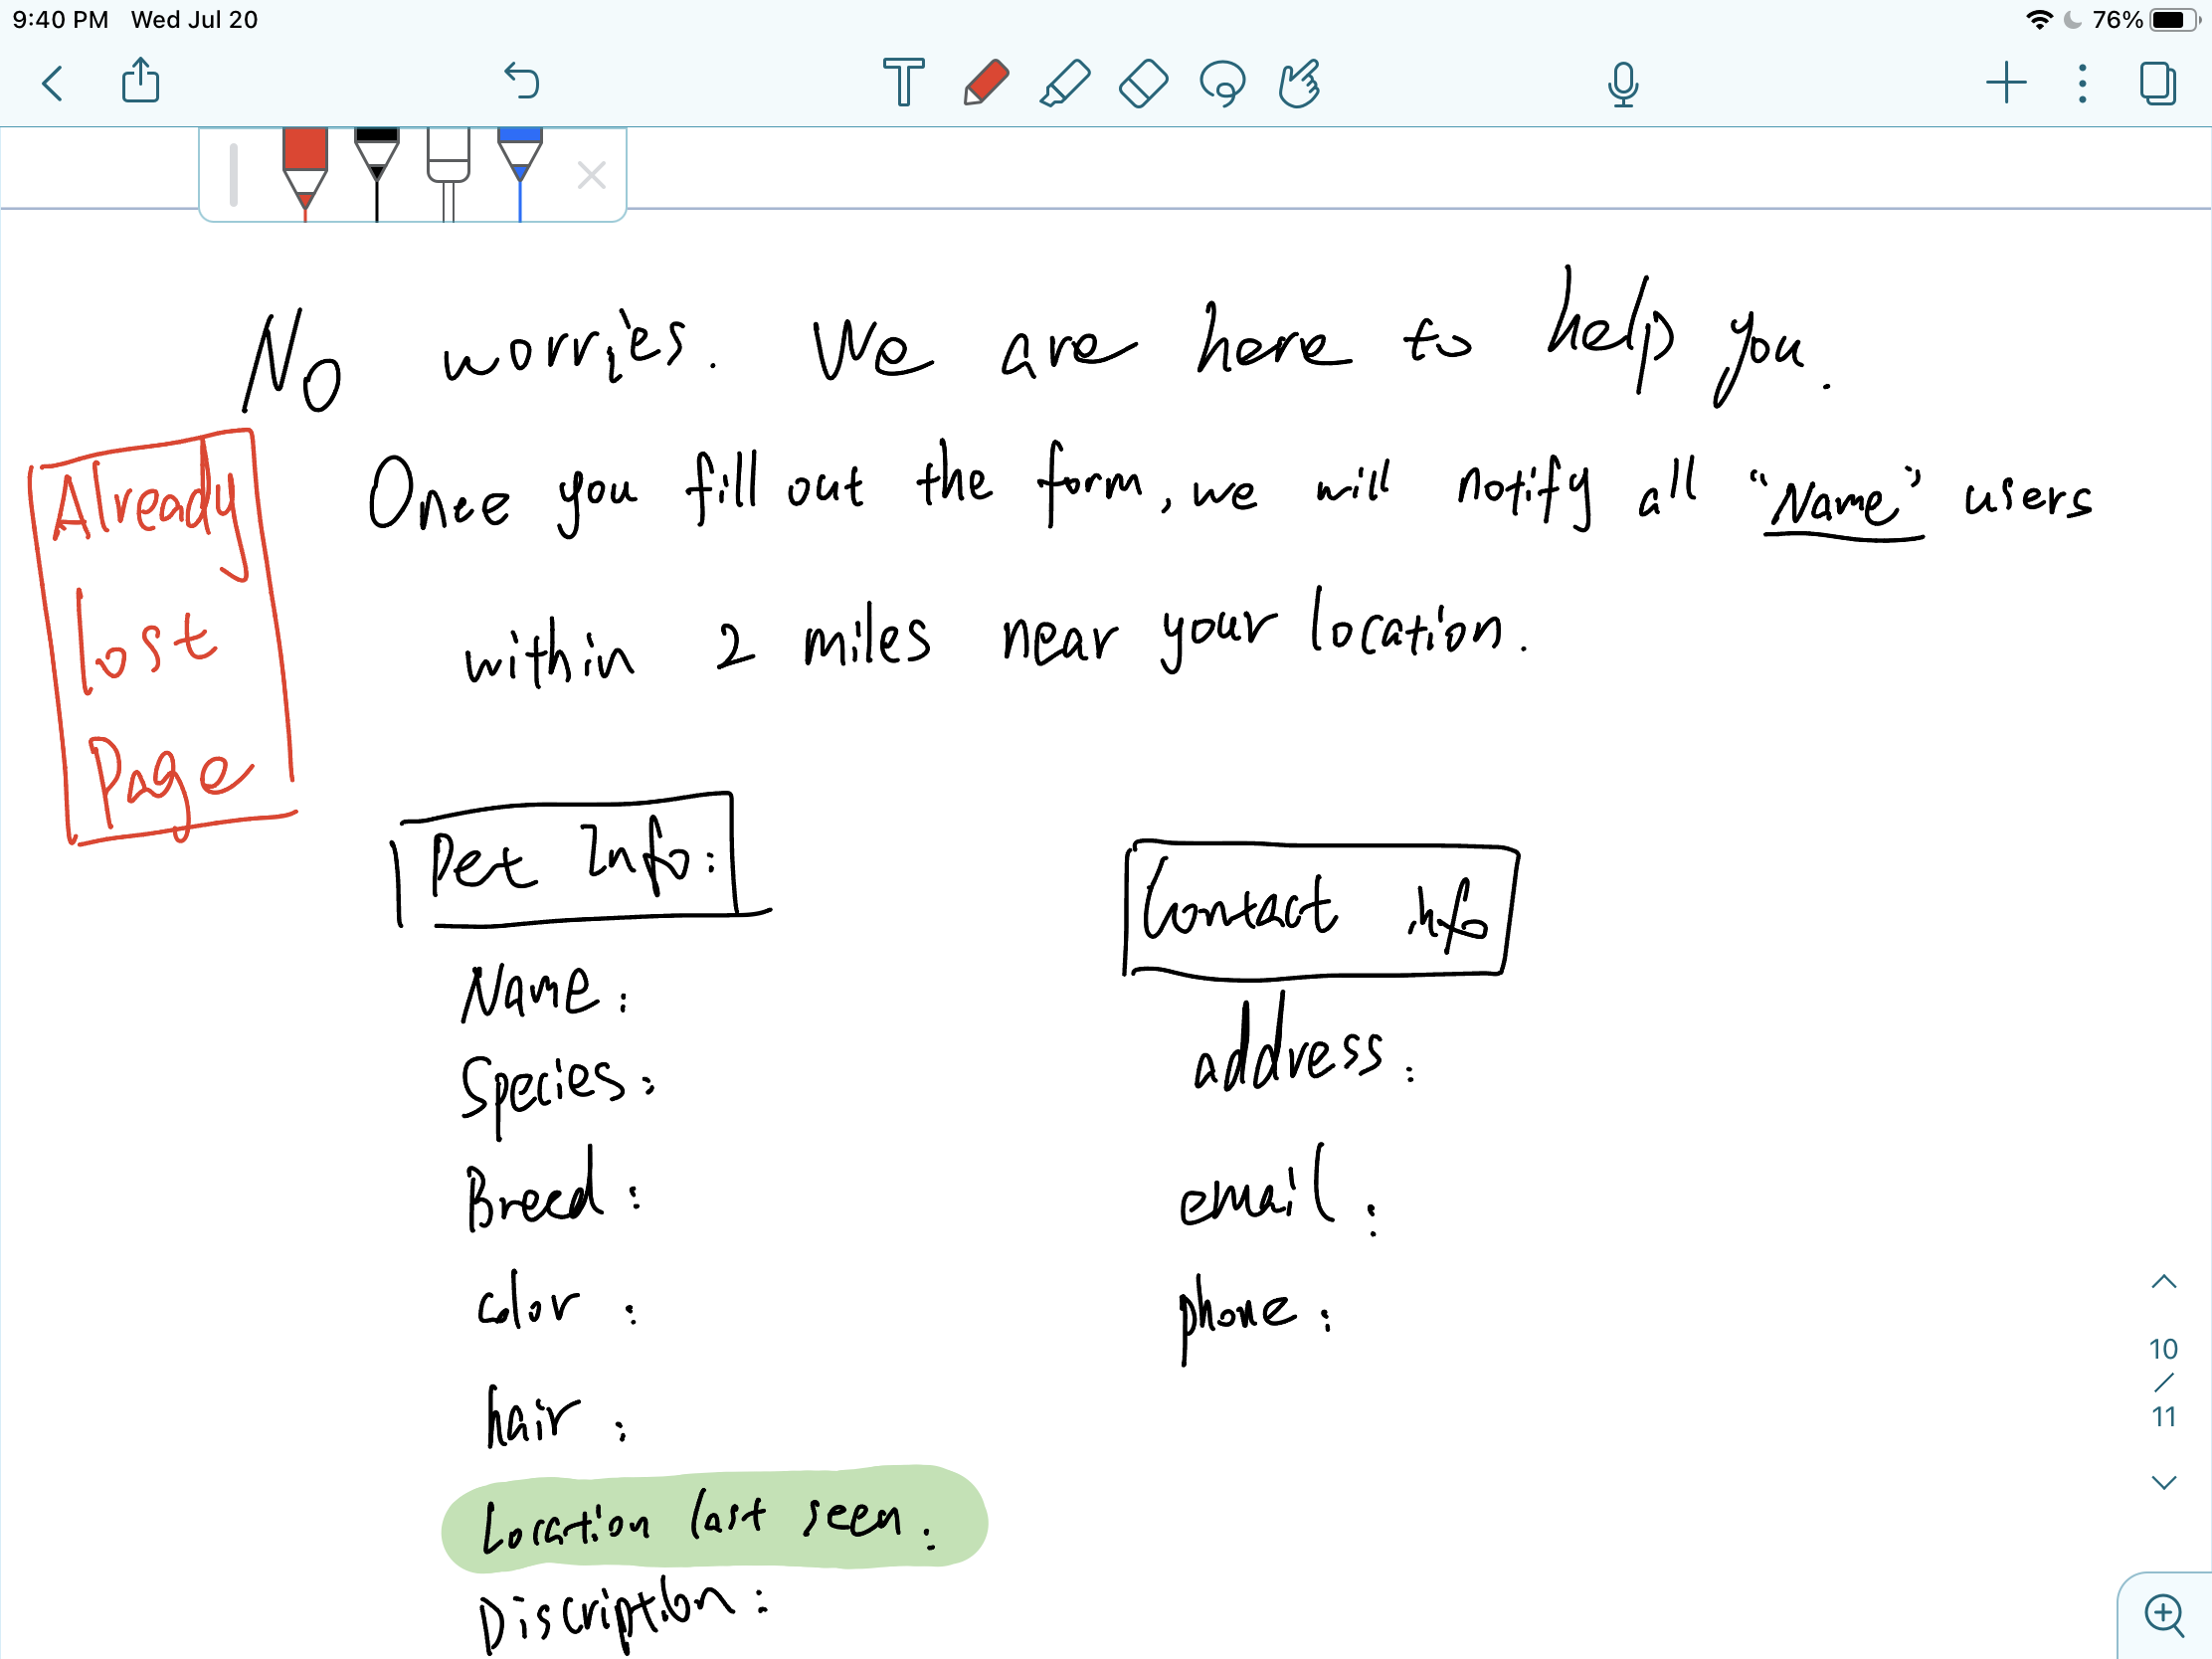 9:40 PM Wed Jul 20
76%
No worries. We are here to help you.
Once you fill out the form, we will notify all "Name" users
within 2 miles near your location.
Already
lost
Page
Pet Info:
Name:
Species:
Breed:
color:
hair:
Location last seen:
Discription:
Contact info
address:
email:
phone:
10
/
11